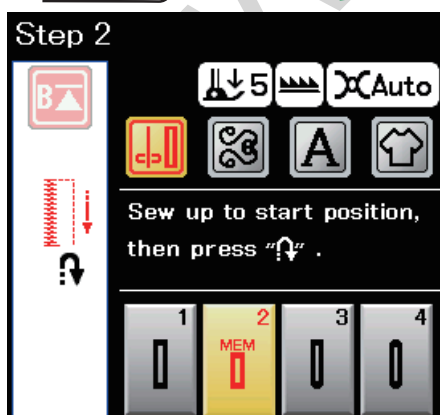 Step 2
B
5
Auto
A
Sew up to start position,
then press " ".
1
2
3
4
MEM